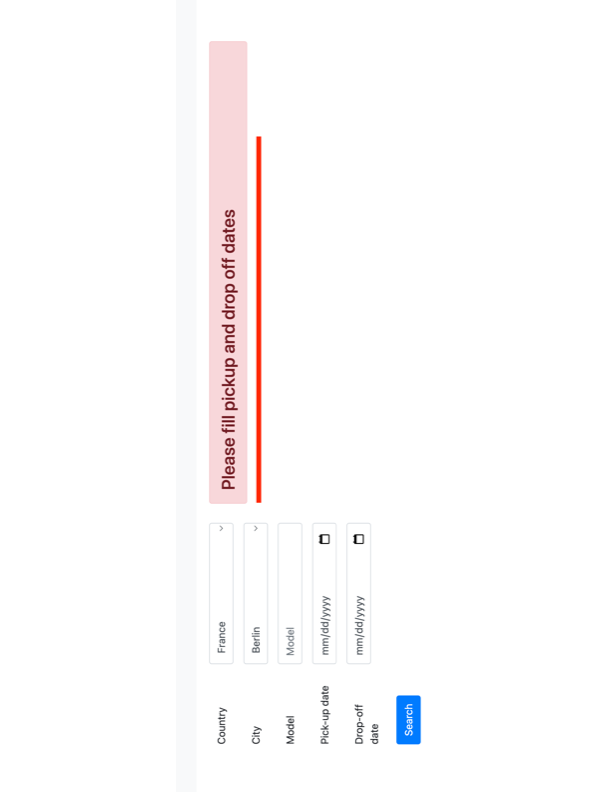 Please fill pickup and drop off dates
Country
France
City
Berlin
Model
Model
Pick-up date
mm/dd/yyyy
Drop-off
date
mm/dd/yyyy
Search